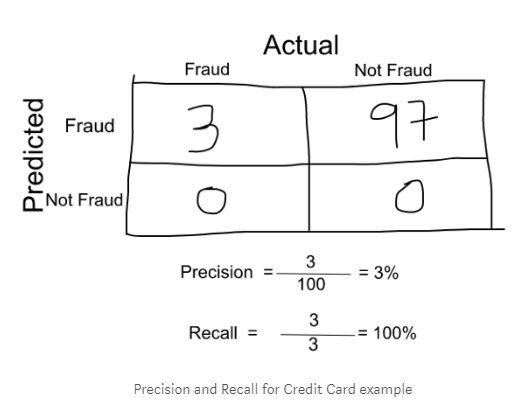 Actual
Fraud Not Fraud
Predicted
Fraud 3 97
Not Fraud 0 0
Precision = 3/100 = 3%
Recall = 3/3 = 100%
Precision and Recall for Credit Card example